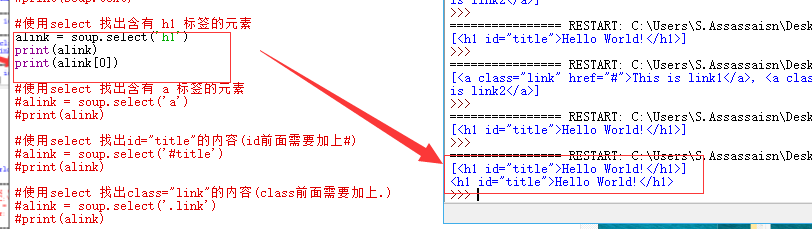 #使用select 找出含有 h1 标签的元素
alink = soup.select('h1')
print(alink)
print(alink[0])
#使用select 找出含有 a 标签的元素
#alink = soup.select('a')
#print(alink)
#使用select 找出id="title"的内容(id前面需要加上#)
#alink = soup.select('#title')
#print(alink)
#使用select 找出class="link"的内容(class前面需要加上.)
#alink = soup.select('.link')
#print(alink)
>>>
================ RESTART: C:\Users\S.Assassaisn\Desk
[<h1 id="title">Hello World!</h1>]
>>>
================ RESTART: C:\Users\S.Assassaisn\Desk
[<a class="link" href="#">This is link1</a>, <a clas
is link2</a>]
>>>
================ RESTART: C:\Users\S.Assassaisn\Desk
[<h1 id="title">Hello World!</h1>]
>>>
================ RESTART: C:\Users\S.Assassaisn\Desk
[<h1 id="title">Hello World!</h1>]
<h1 id="title">Hello World!</h1>
>>>